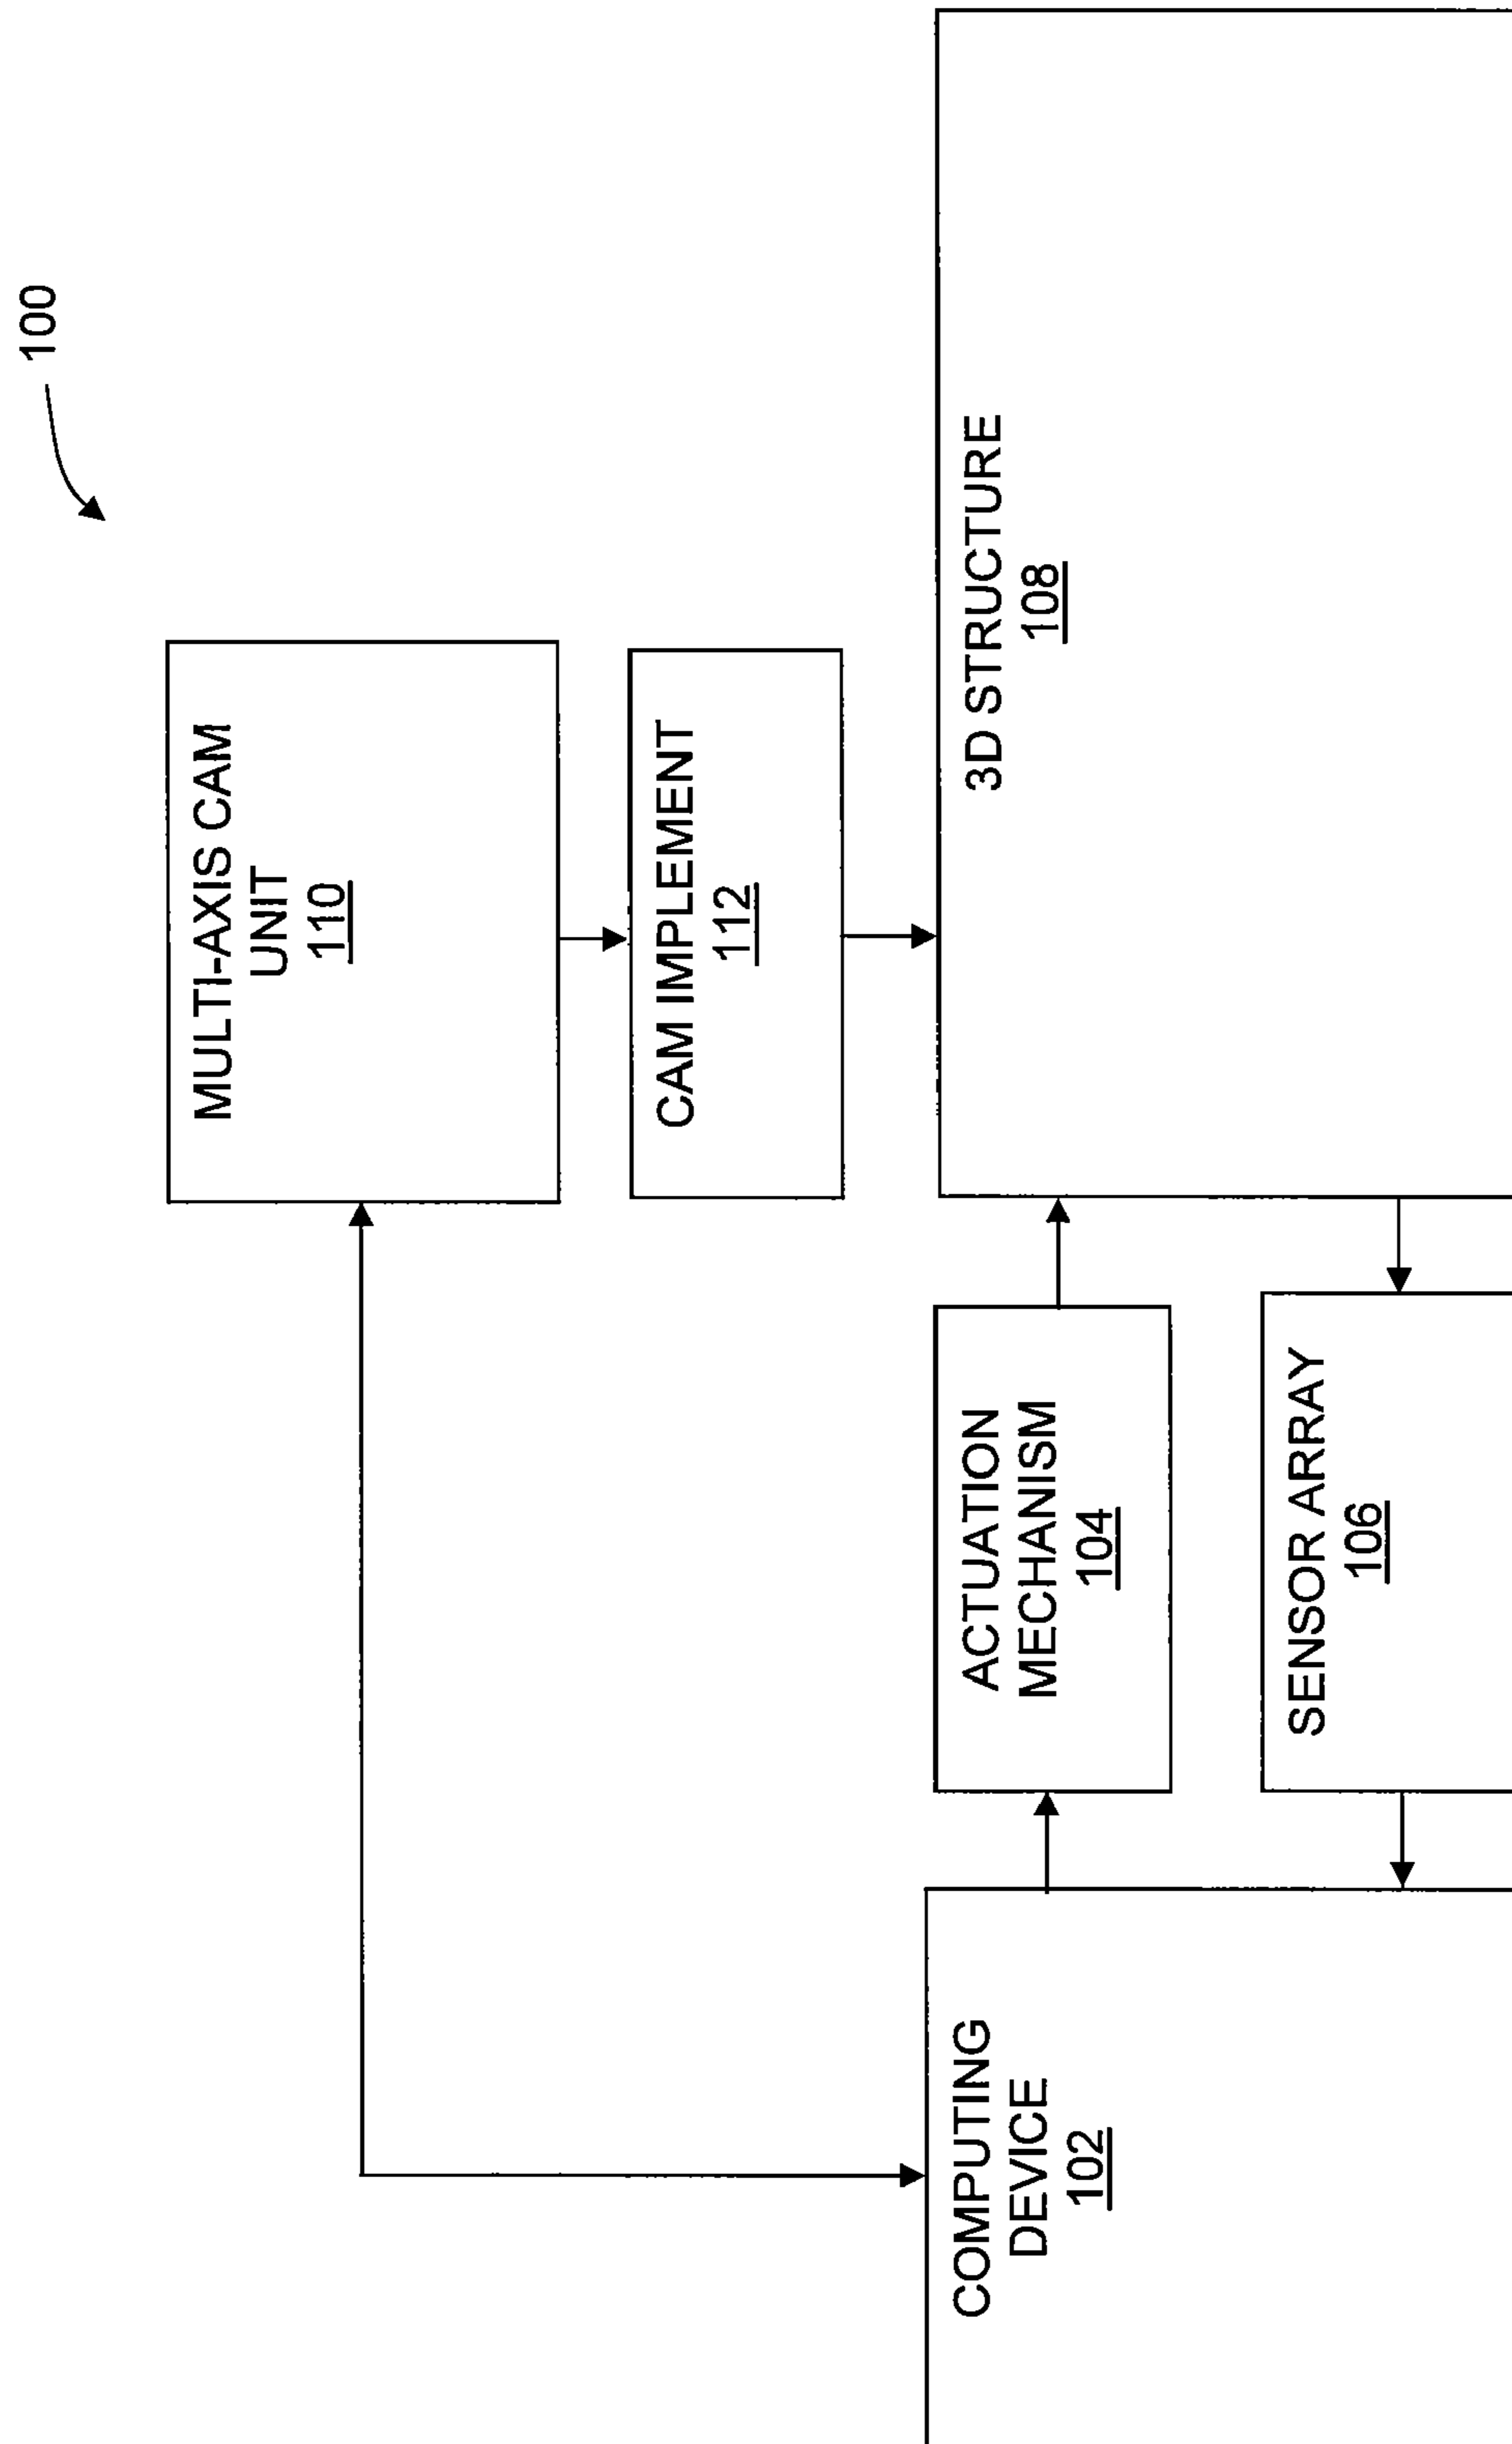 100
MULTI-AXIS CAM
UNIT
110
CAM IMPLEMENT
112
COMPUTING
DEVICE
102
ACTUATION
MECHANISM
104
3D STRUCTURE
108
SENSOR ARRAY
106